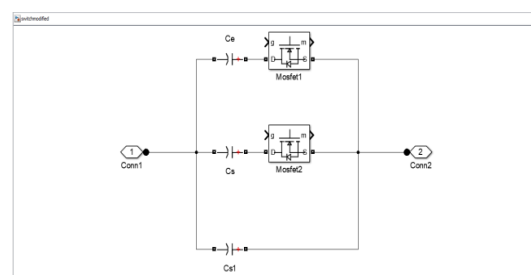 switchmodified
Ce
g m
D S
Mosfet1
g m
1 D S 2
Conn1 Cs Mosfet2 Conn2
Cs1